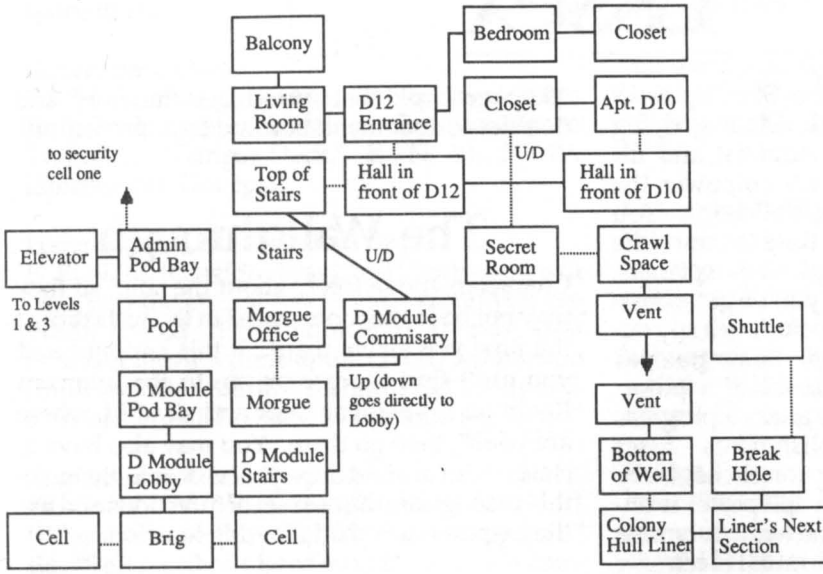 Balcony
Bedroom
Closet
Living
Room
D12
Entrance
Closet
Apt. D10
to security
cell one
U/D
Top of
Stairs
Hall in
front of D12
Hall in
front of D10
Elevator
Admin
Pod Bay
Stairs
U/D
Secret
Room
Crawl
Space
To Levels
1 & 3
Pod
Morgue
Office
D Module
Commisary
Vent
Shuttle
D Module
Pod Bay
Morgue
Up (down
goes directly to
Lobby)
Vent
D Module
Lobby
D Module
Stairs
Bottom
of Well
Break
Hole
Cell
Brig
Cell
Colony
Hull Liner
Liner's Next
Section